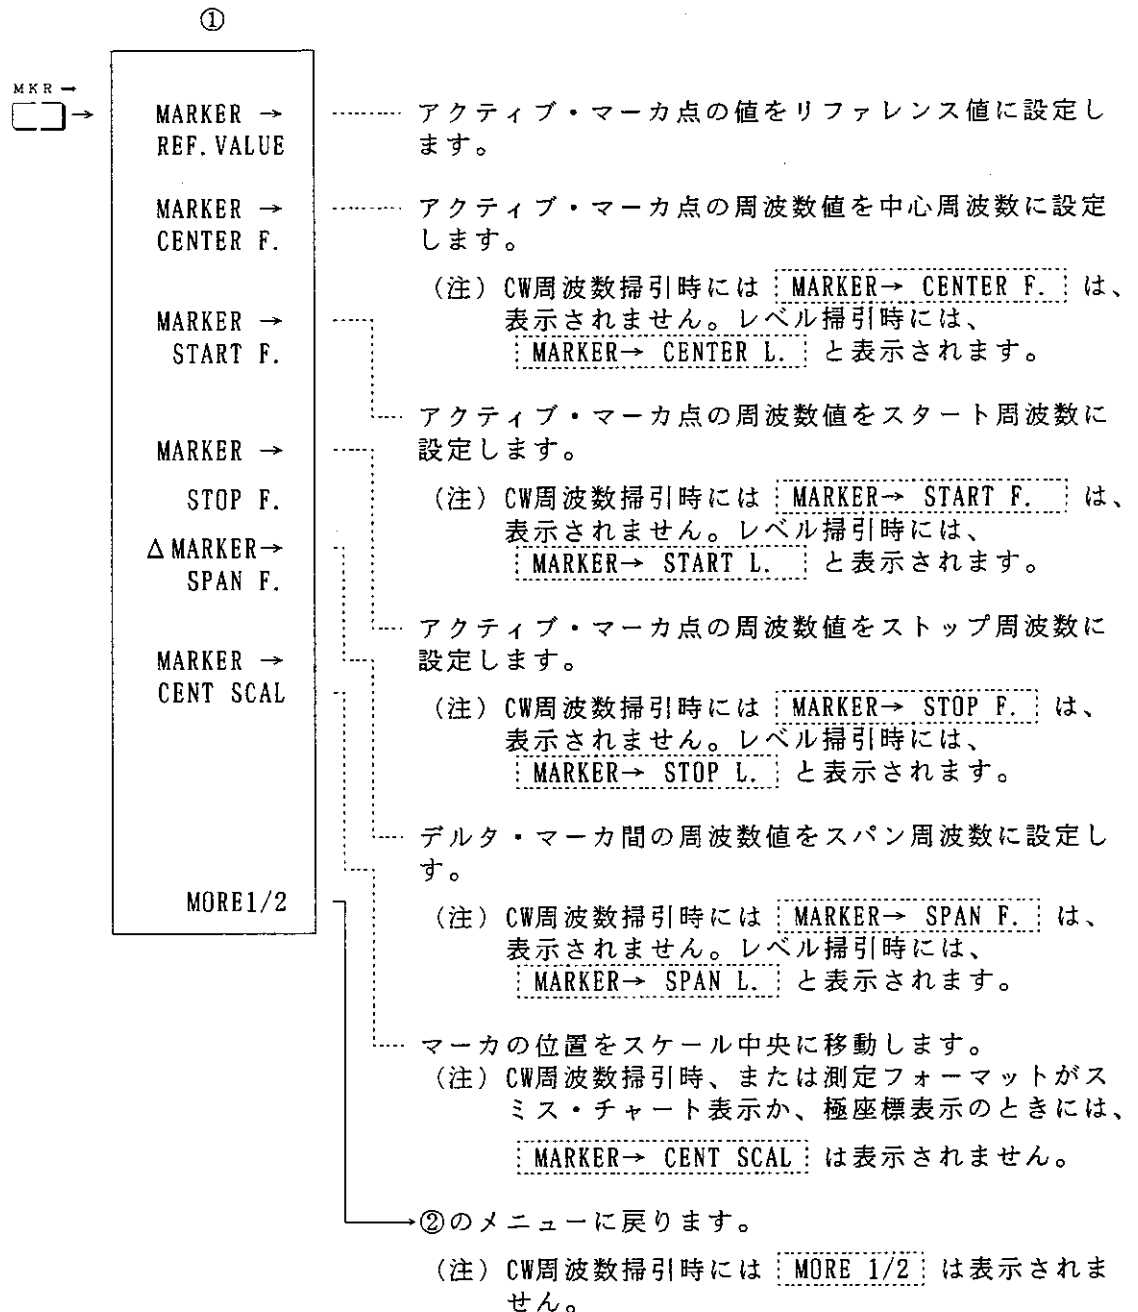 ①
MKR→
MARKER →
REF.VALUE
アクティブ・マーカ点の値をリファレンス値に設定し
ます。
MARKER →
CENTER F.
アクティブ・マーカ点の周波数値を中心周波数に設定
します。
(注) CW周波数掃引時には MARKER→ CENTER F. は、
表示されません。レベル掃引時には、
MARKER→ CENTER L. と表示されます。
MARKER →
START F.
アクティブ・マーカ点の周波数値をスタート周波数に
設定します。
(注) CW周波数掃引時には MARKER→ START F. は、
表示されません。レベル掃引時には、
MARKER→ START L. と表示されます。
MARKER →
STOP F.
アクティブ・マーカ点の周波数値をストップ周波数に
設定します。
(注) CW周波数掃引時には MARKER→ STOP F. は、
表示されません。レベル掃引時には、
MARKER→ STOP L. と表示されます。
ΔMARKER→
SPAN F.
デルタ・マーカ間の周波数値をスパン周波数に設定し
す。
(注) CW周波数掃引時には MARKER→ SPAN F. は、
表示されません。レベル掃引時には、
MARKER→ SPAN L. と表示されます。
MARKER →
CENT SCAL
マーカの位置をスケール中央に移動します。
(注) CW周波数掃引時、または測定フォーマットがス
ミス・チャート表示か、極座標表示のときには、
MARKER→ CENT SCAL は表示されません。
MORE1/2
②のメニューに戻ります。
(注) CW周波数掃引時には MORE 1/2 は表示されま
せん。